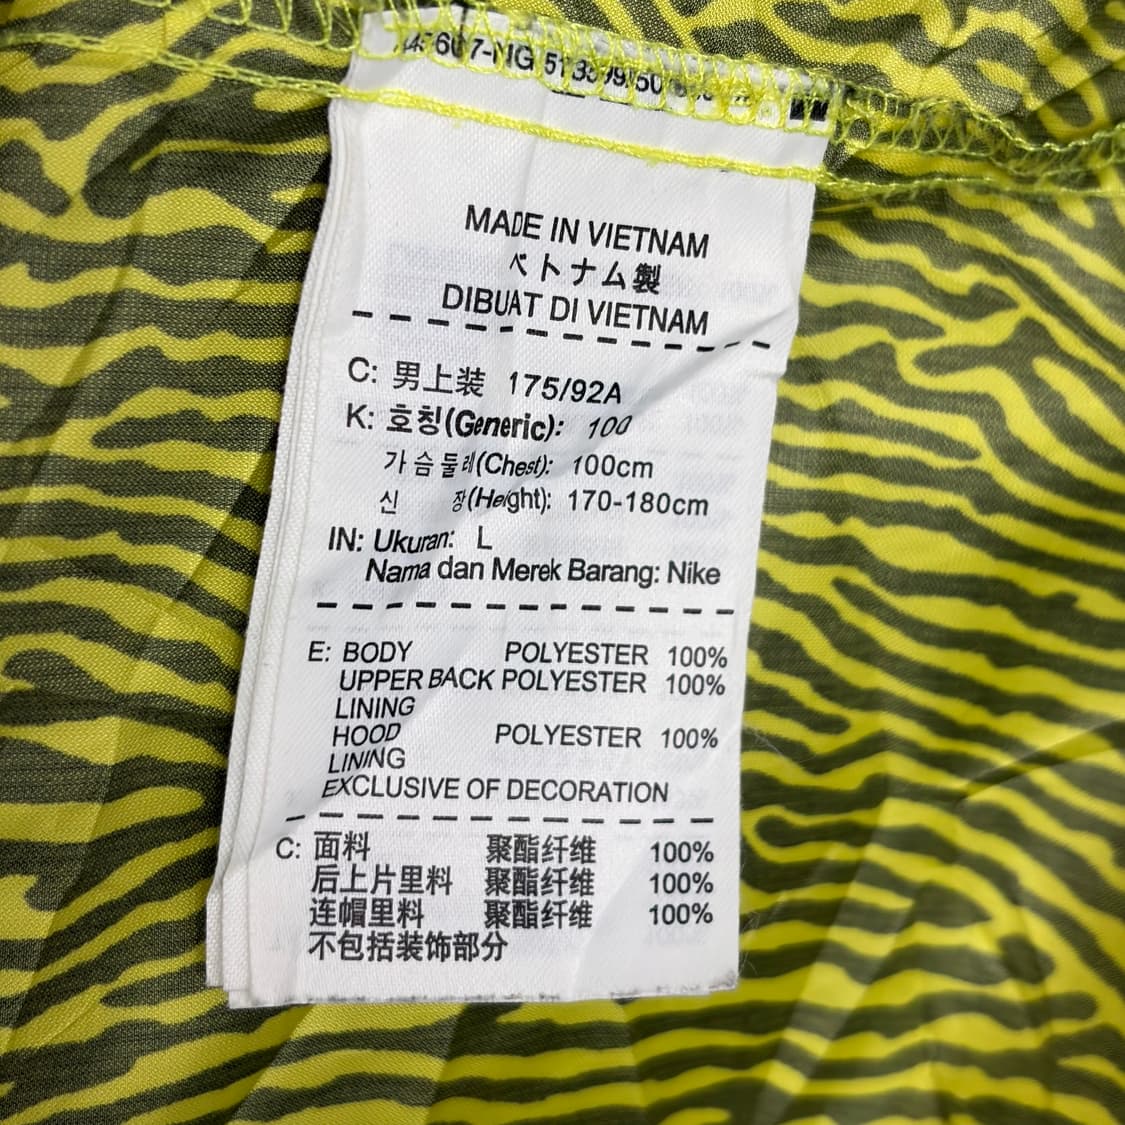 MADE IN VIETNAM
ベトナム製
DIBUAT DI VIETNAM
C: 男上装 175/92A
K: 호칭(Generic): 100
가슴둘레(Chest): 100cm
신 장(Height): 170-180cm
IN: Ukuran: L
Nama dan Merek Barang: Nike
E: BODY POLYESTER 100%
UPPER BACK POLYESTER 100%
LINING
HOOD POLYESTER 100%
LINING
EXCLUSIVE OF DECORATION
C: 面料 聚酯纤维 100%
后上片里料 聚酯纤维 100%
连帽里料 聚酯纤维 100%
不包括装饰部分